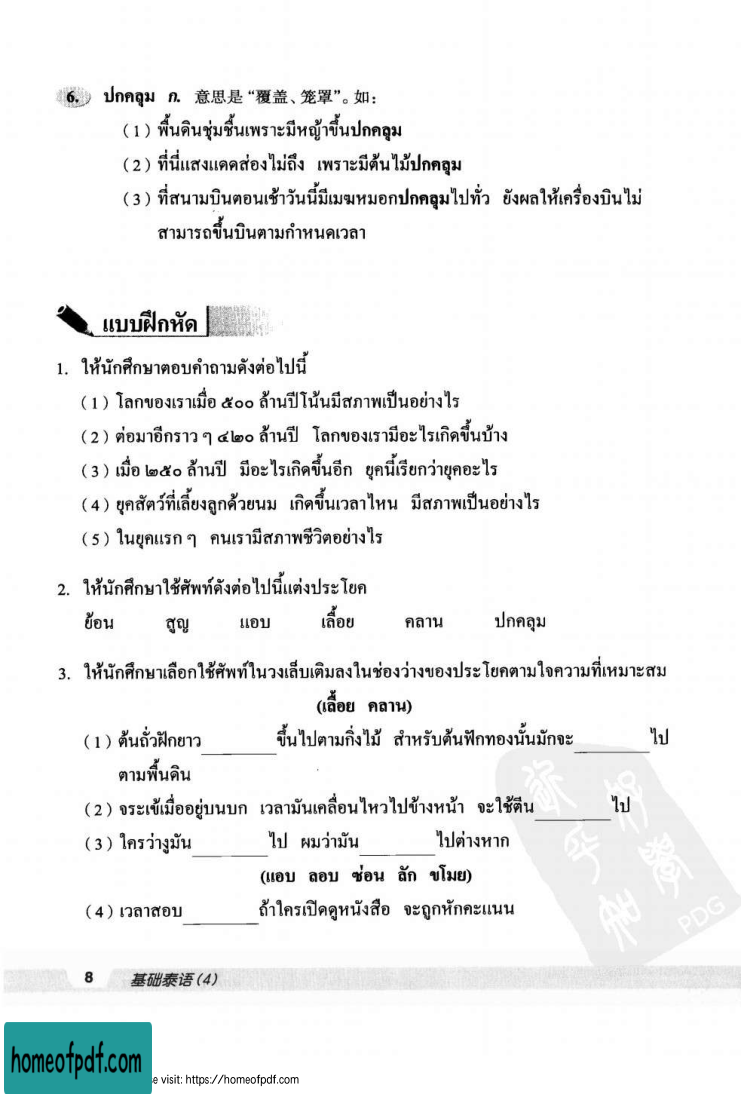 6. ปกคลุม ก. 意思是“覆盖、笼罩”。如：
(1) พื้นดินชุ่มชื้นเพราะมีหญ้าขึ้นปกคลุม
(2) ที่นี่แสงแดดส่องไม่ถึง เพราะมีต้นไม้ปกคลุม
(3) ที่สนามบินตอนเช้าวันนี้มีเมฆหมอกปกคลุมไปทั่ว ยังผลให้เครื่องบินไม่
สามารถขึ้นบินตามกำหนดเวลา
แบบฝึกหัด
1. ให้นักศึกษาตอบคำถามดังต่อไปนี้
(1) โลกของเราเมื่อ ๕๐๐ ล้านปีโน้นมีสภาพเป็นอย่างไร
(2) ต่อมาอีกราว ๆ ๔๒๐ ล้านปี โลกของเรามีอะไรเกิดขึ้นบ้าง
(3) เมื่อ ๒๕๐ ล้านปี มีอะไรเกิดขึ้นอีก ยุคนี้เรียกว่ายุคอะไร
(4) ยุคสัตว์ที่เลี้ยงลูกด้วยนม เกิดขึ้นเวลาไหน มีสภาพเป็นอย่างไร
(5) ในยุคแรก ๆ คนเรามีสภาพชีวิตอย่างไร
2. ให้นักศึกษาใช้ศัพท์ดังต่อไปนี้แต่งประโยค
ย้อน สูญ แอบ เลื้อย คลาน ปกคลุม
3. ให้นักศึกษาเลือกใช้ศัพท์ในวงเล็บเติมลงในช่องว่างของประโยคตามใจความที่เหมาะสม
(เลื้อย คลาน)
(1) ต้นถั่วฝักยาว ________ ขึ้นไปตามกิ่งไม้ สำหรับต้นฟักทองนั้นมักจะ ________ ไป
ตามพื้นดิน
(2) จระเข้เมื่ออยู่บนบก เวลามันเคลื่อนไหวไปข้างหน้า จะใช้ตีน ________ ไป
(3) ใครว่างูมัน ________ ไป ผมว่ามัน ________ ไปต่างหาก
(แอบ ลอบ ซ่อน ลัก ขโมย)
(4) เวลาสอบ ________ ถ้าใครเปิดดูหนังสือ จะถูกหักคะแนน
PDG
8 基础泰语(4)
homeofpdf.com
e visit: https://homeofpdf.com